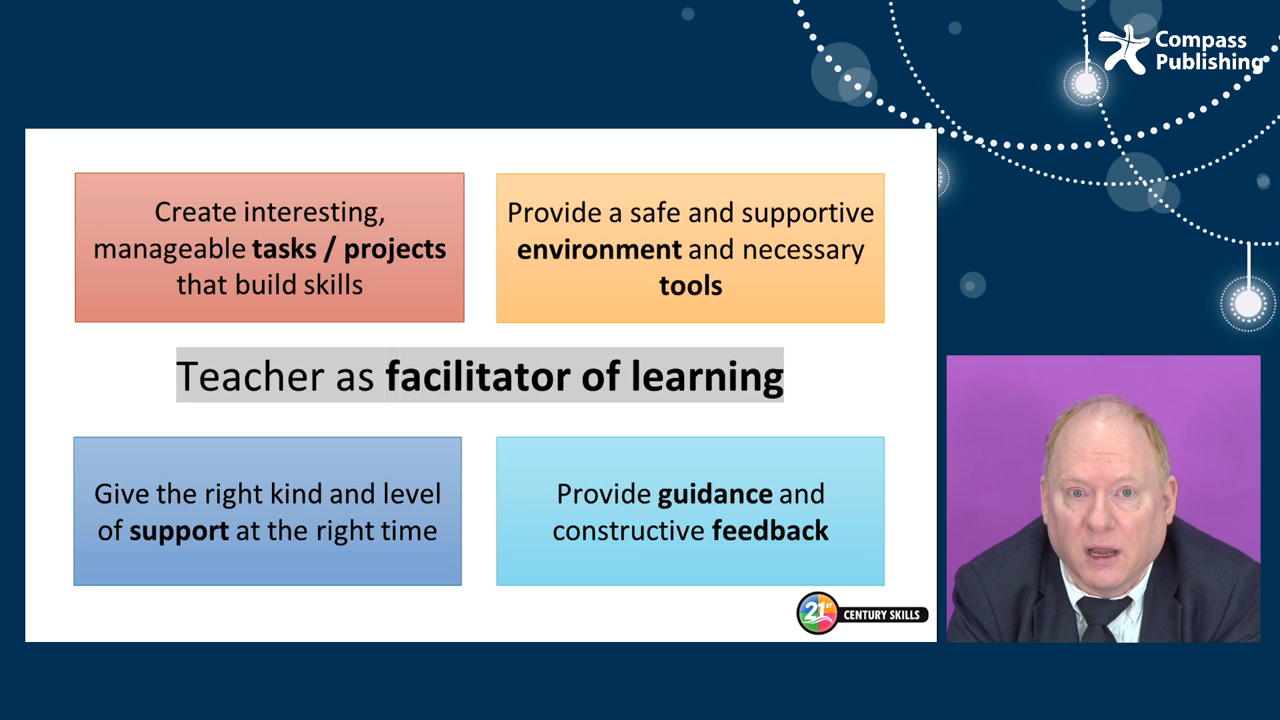 Compass
Publishing
Create interesting,
manageable tasks / projects
that build skills
Provide a safe and supportive
environment and necessary
tools
Teacher as facilitator of learning
Give the right kind and level
of support at the right time
Provide guidance and
constructive feedback
21st CENTURY SKILLS